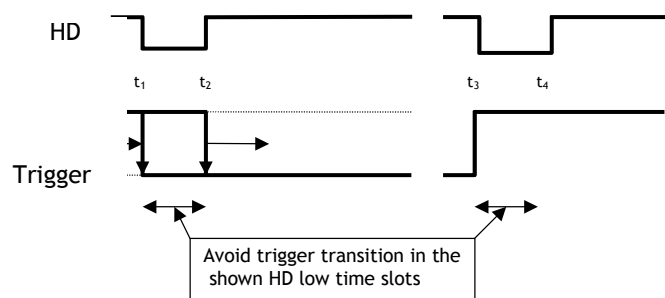 HD
t₁ t₂ t₃ t₄
Trigger
Avoid trigger transition in the
shown HD low time slots